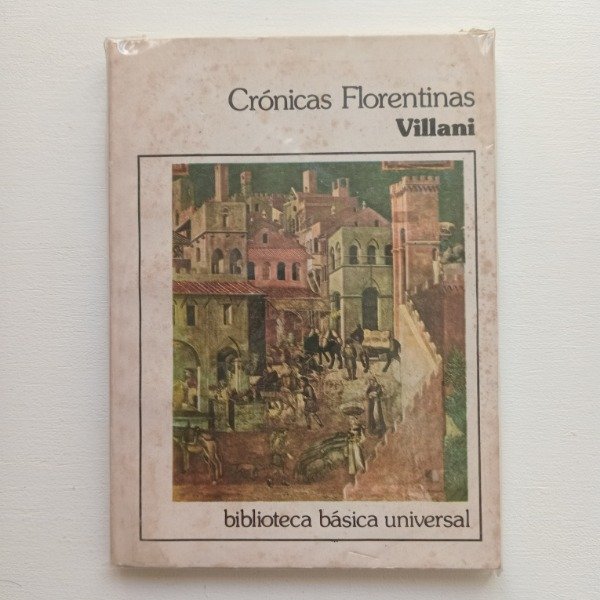 Crónicas Florentinas
Villani
biblioteca básica universal